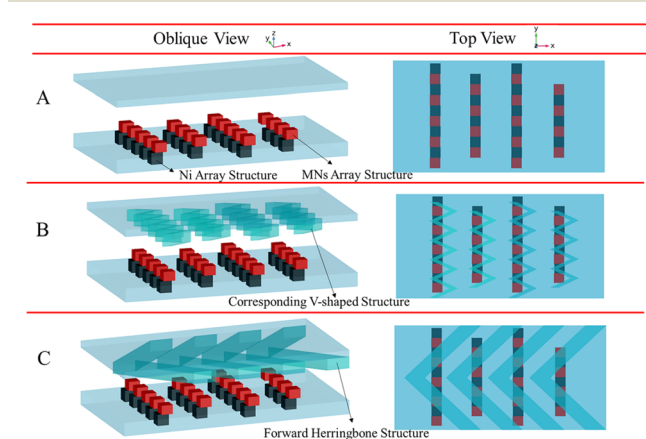 Oblique View
z
y
x
Top View
y
z
x
A
Ni Array Structure
MNs Array Structure
B
Corresponding V-shaped Structure
C
Forward Herringbone Structure